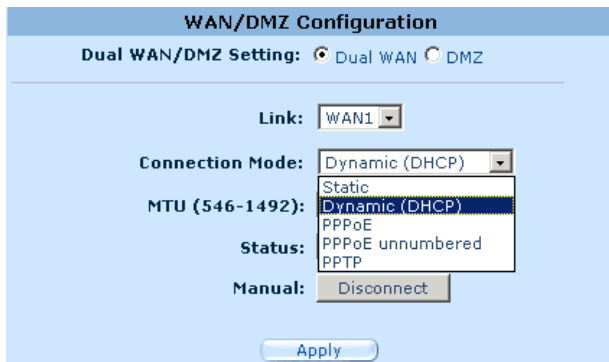 WAN/DMZ Configuration
Dual WAN/DMZ Setting: Dual WAN DMZ
Link: WAN1
Connection Mode: Dynamic (DHCP)
Static
MTU (546-1492): Dynamic (DHCP)
PPPoE
Status: PPPoE unnumbered
PPTP
Manual: Disconnect
Apply